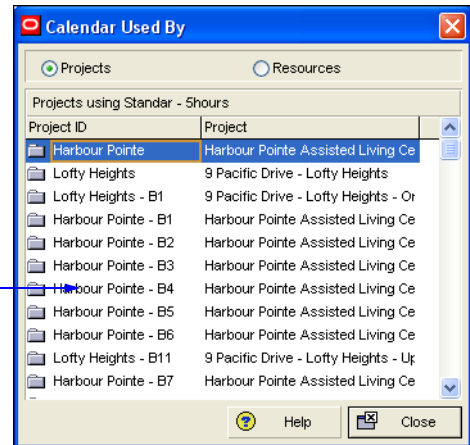 Calendar Used By
Projects Resources
Projects using Standar - 5hours
Project ID Project
Harbour Pointe Harbour Pointe Assisted Living Ce
Lofty Heights 9 Pacific Drive - Lofty Heights
Lofty Heights - B1 9 Pacific Drive - Lofty Heights - Or
Harbour Pointe - B1 Harbour Pointe Assisted Living Ce
Harbour Pointe - B2 Harbour Pointe Assisted Living Ce
Harbour Pointe - B3 Harbour Pointe Assisted Living Ce
Harbour Pointe - B4 Harbour Pointe Assisted Living Ce
Harbour Pointe - B5 Harbour Pointe Assisted Living Ce
Harbour Pointe - B6 Harbour Pointe Assisted Living Ce
Lofty Heights - B11 9 Pacific Drive - Lofty Heights - Up
Harbour Pointe - B7 Harbour Pointe Assisted Living Ce
Help Close